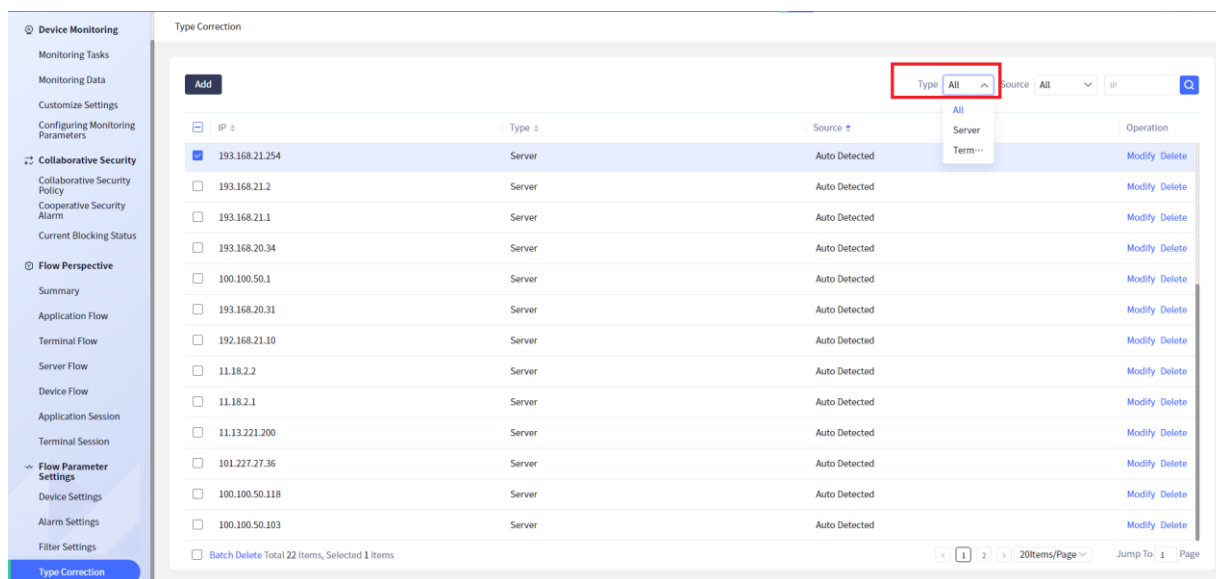 Device Monitoring
Monitoring Tasks
Monitoring Data
Customize Settings
Configuring Monitoring
Parameters
Collaborative Security
Collaborative Security
Policy
Cooperative Security
Alarm
Current Blocking Status
Flow Perspective
Summary
Application Flow
Terminal Flow
Server Flow
Device Flow
Application Session
Terminal Session
Flow Parameter
Settings
Device Settings
Alarm Settings
Filter Settings
Type Correction
Type Correction
Add Type All Source All IP
All
Server
Term···
IP Type Source Operation
193.168.21.254 Server Auto Detected Modify Delete
193.168.21.2 Server Auto Detected Modify Delete
193.168.21.1 Server Auto Detected Modify Delete
193.168.20.34 Server Auto Detected Modify Delete
100.100.50.1 Server Auto Detected Modify Delete
193.168.20.31 Server Auto Detected Modify Delete
192.168.21.10 Server Auto Detected Modify Delete
11.18.2.2 Server Auto Detected Modify Delete
11.18.2.1 Server Auto Detected Modify Delete
11.13.221.200 Server Auto Detected Modify Delete
101.227.27.36 Server Auto Detected Modify Delete
100.100.50.118 Server Auto Detected Modify Delete
100.100.50.103 Server Auto Detected Modify Delete
Batch Delete Total 22 Items, Selected 1 Items < 1 2 > 20Items/Page Jump To 1 Page